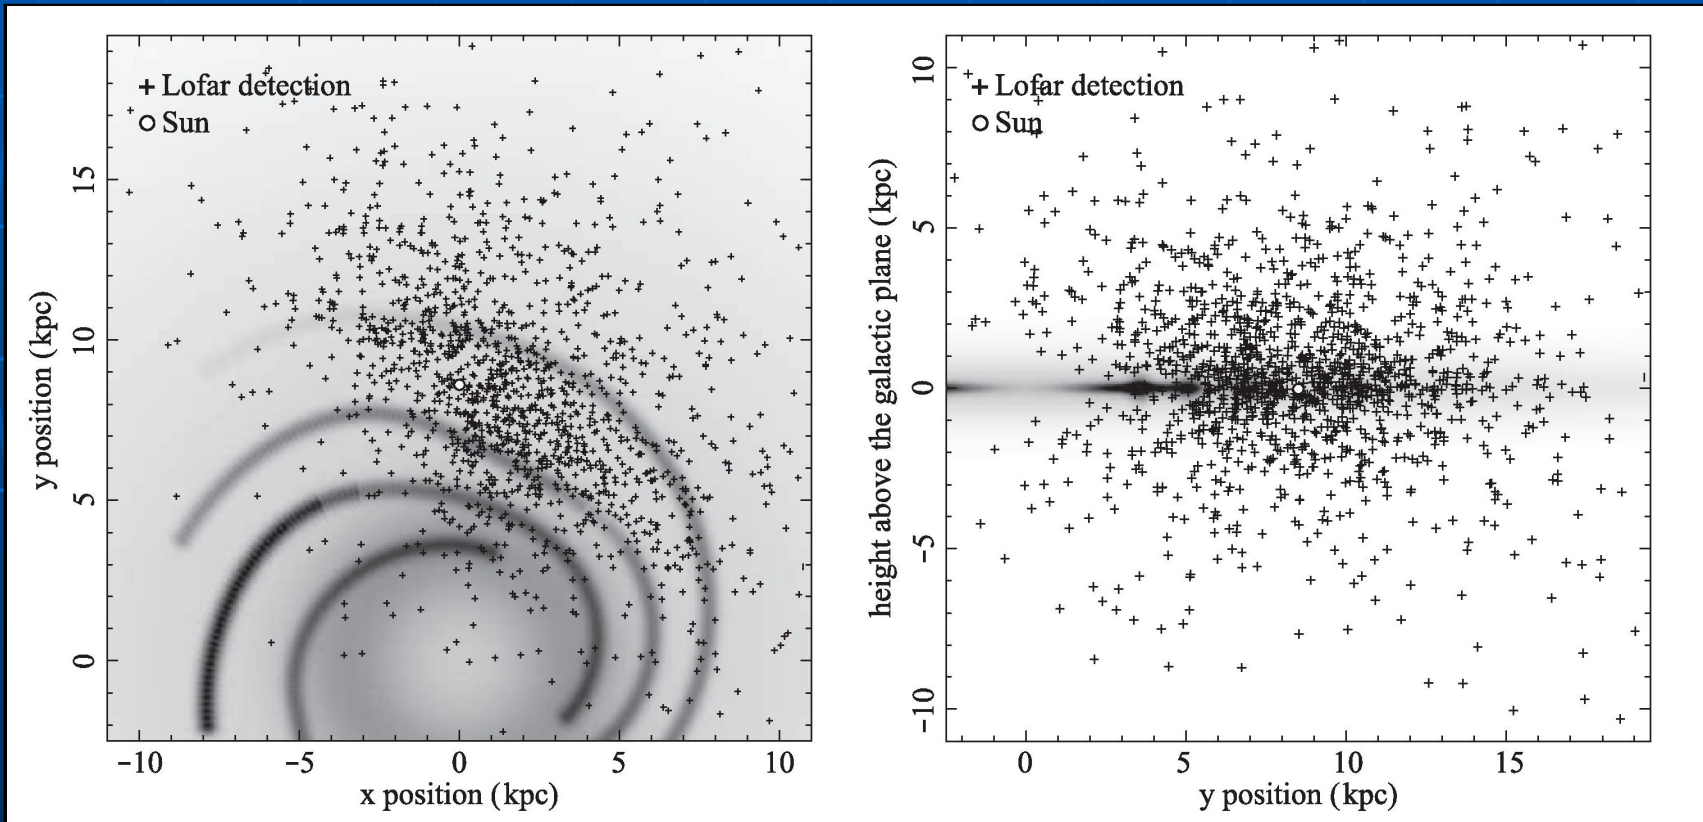 + Lofar detection
o Sun
15
10
5
0
y position (kpc)
−10 −5 0 5 10
x position (kpc)
+ Lofar detection
o Sun
10
5
0
−5
−10
height above the galactic plane (kpc)
0 5 10 15
y position (kpc)